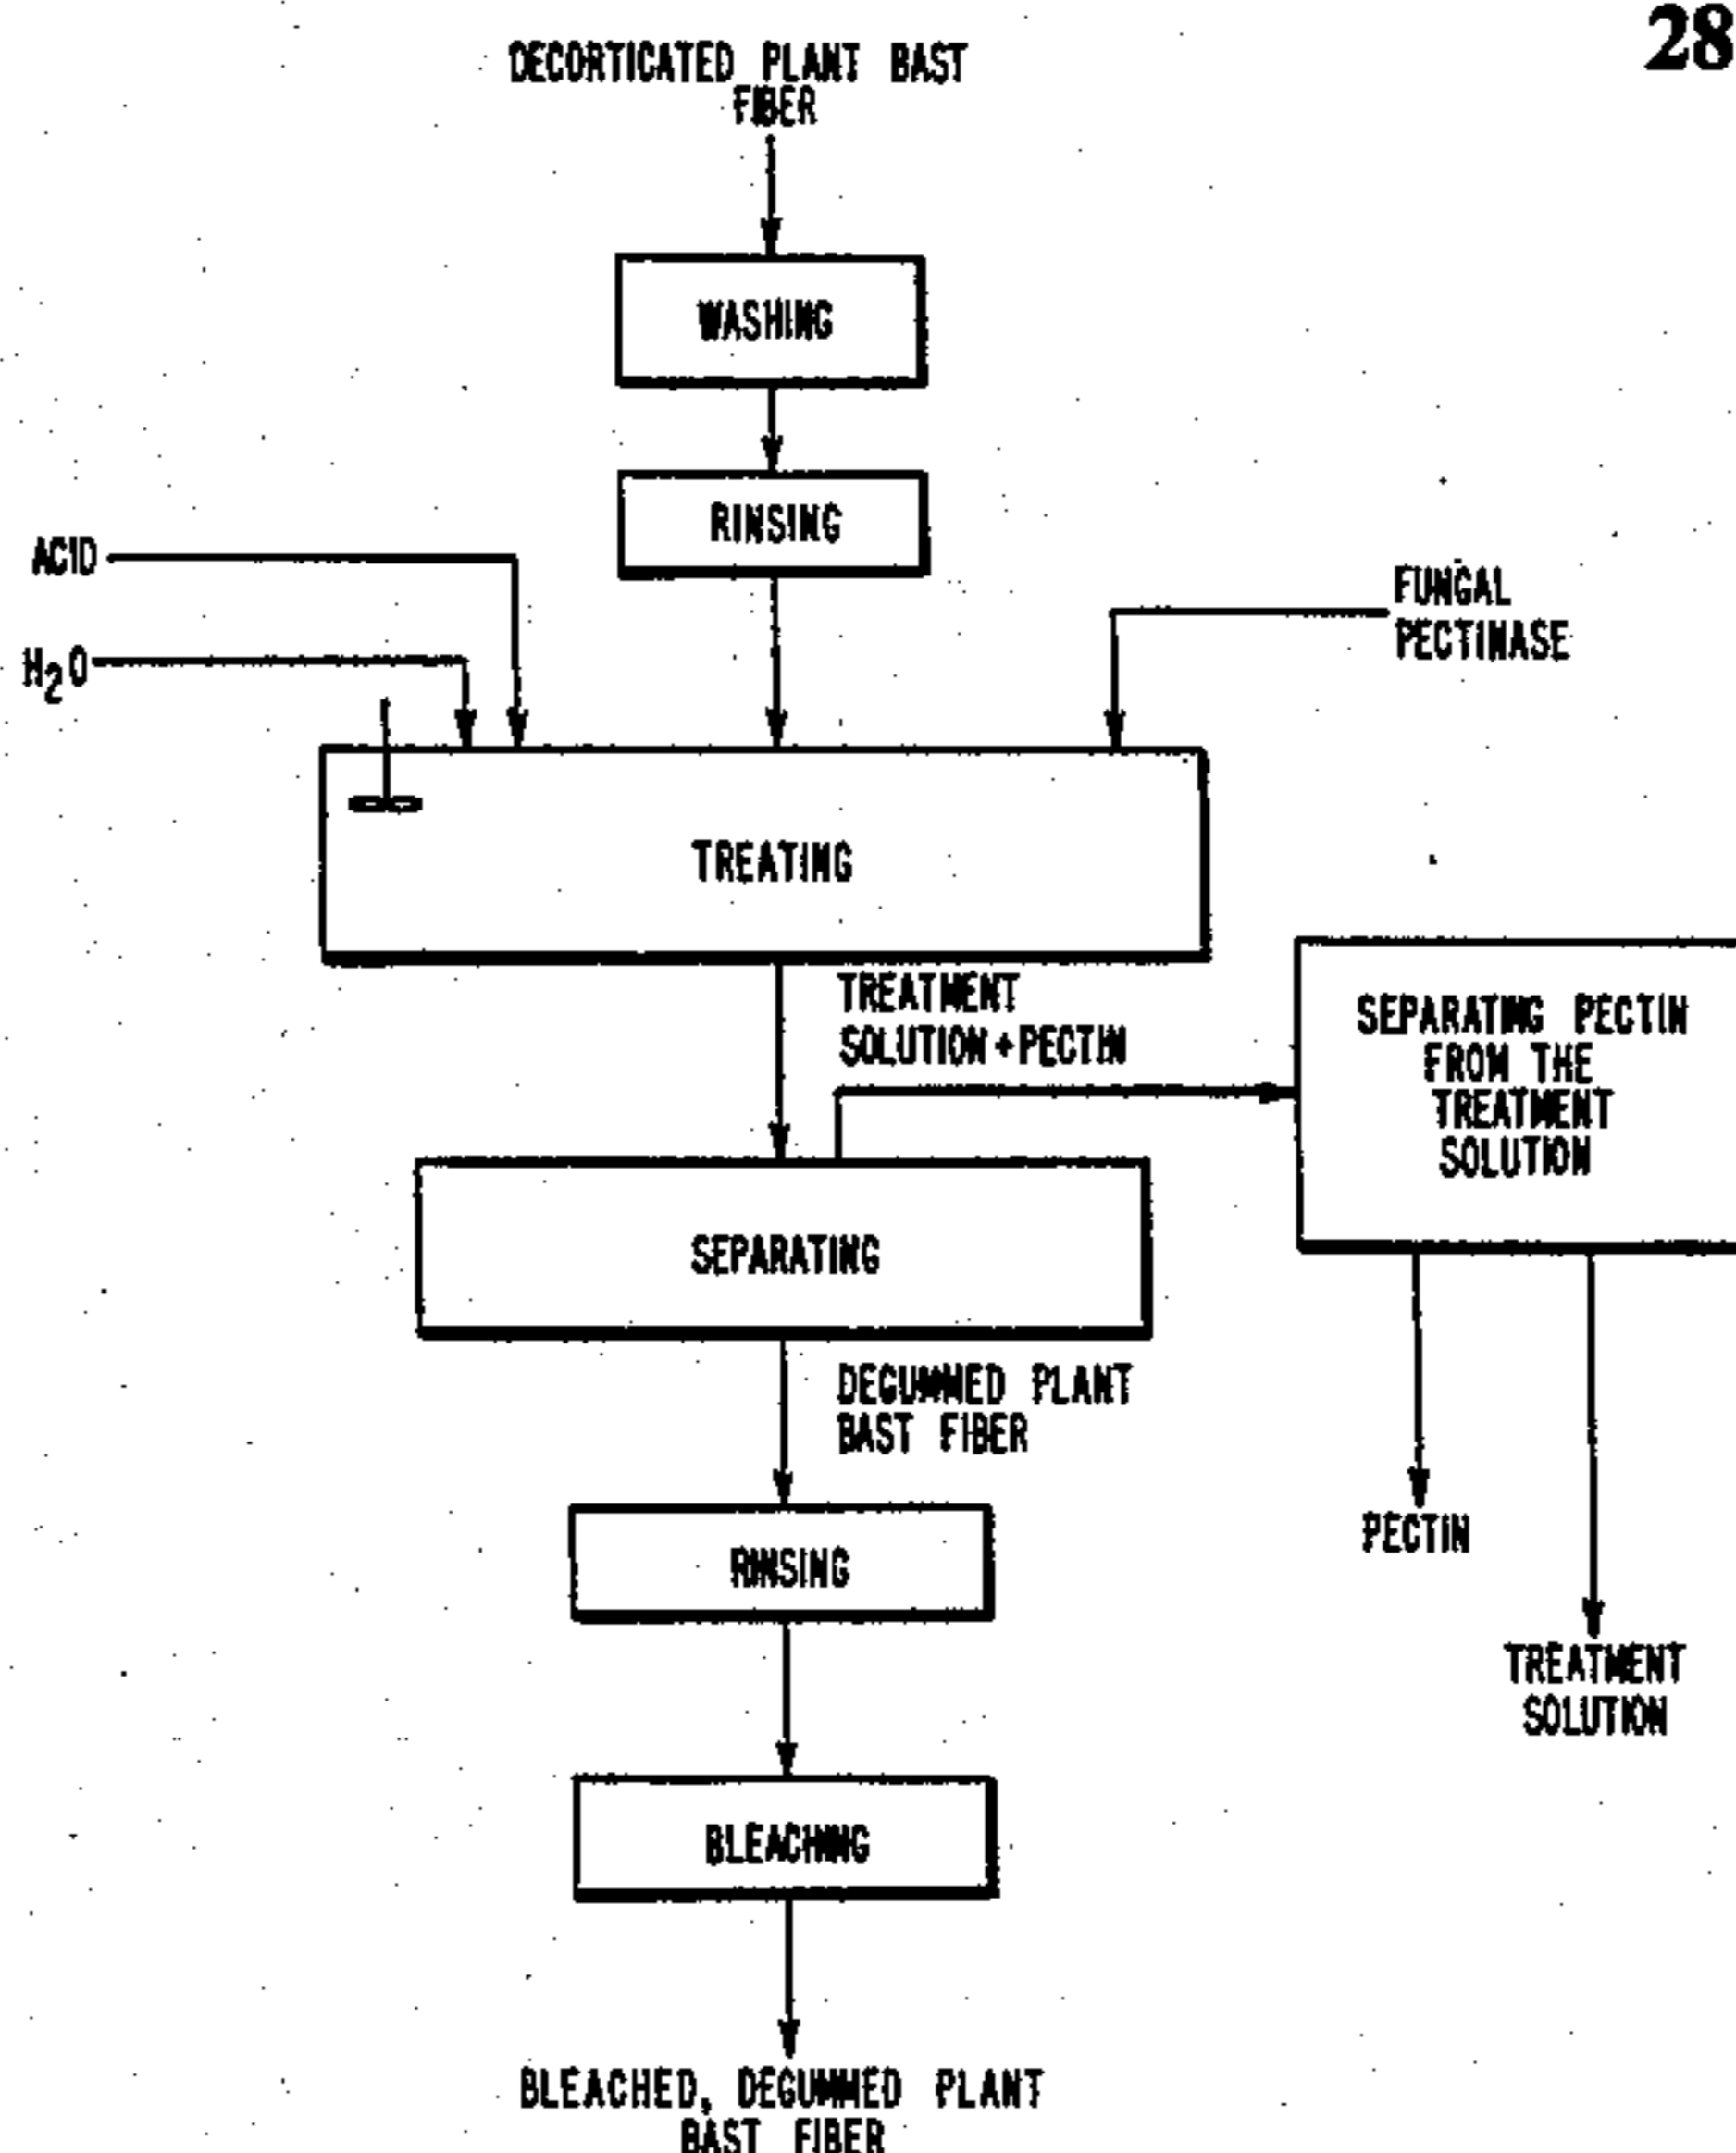 28
DECORTICATED PLANT BAST
FIBER
WASHING
RINSING
ACID
H₂O
FUNGAL
PECTINASE
TREATING
TREATMENT
SOLUTION + PECTIN
SEPARATING PECTIN
FROM THE
TREATMENT
SOLUTION
SEPARATING
DEGUMMED PLANT
BAST FIBER
RINSING
PECTIN
TREATMENT
SOLUTION
BLEACHING
BLEACHED, DEGUMMED PLANT
BAST FIBER